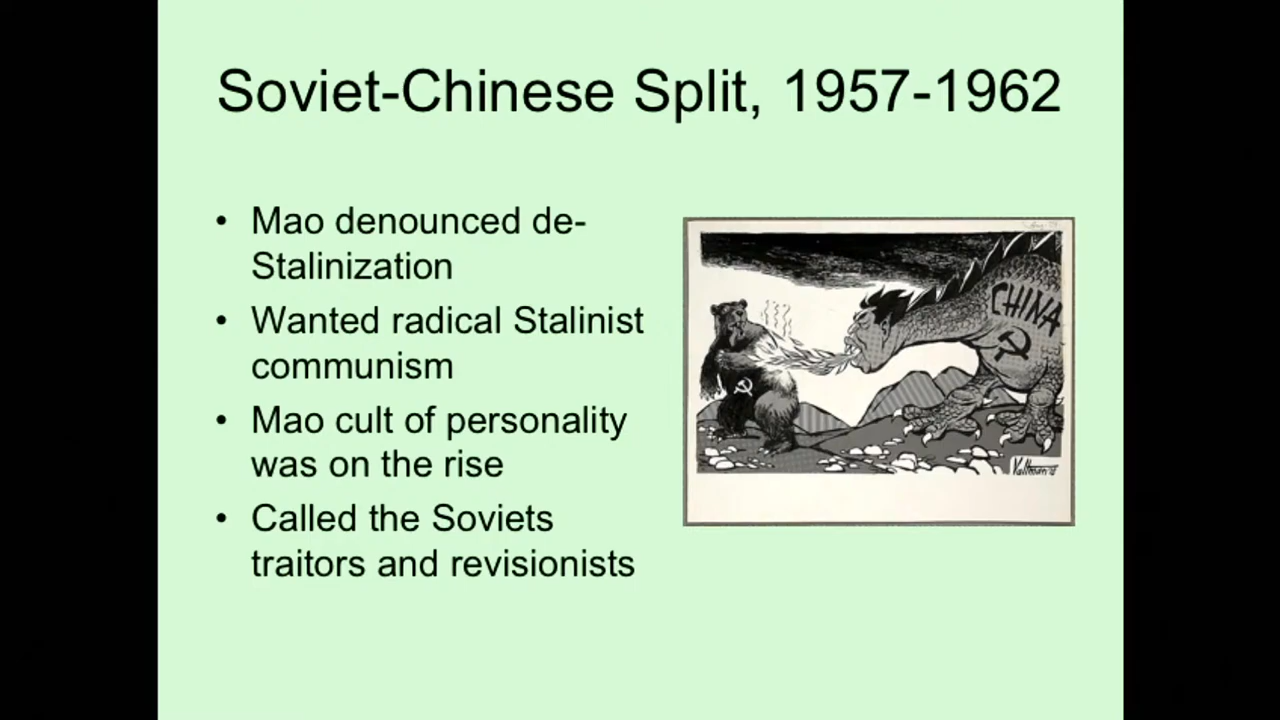 Soviet-Chinese Split, 1957-1962
• Mao denounced de-
Stalinization
• Wanted radical Stalinist
communism
• Mao cult of personality
was on the rise
• Called the Soviets
traitors and revisionists
CHINA